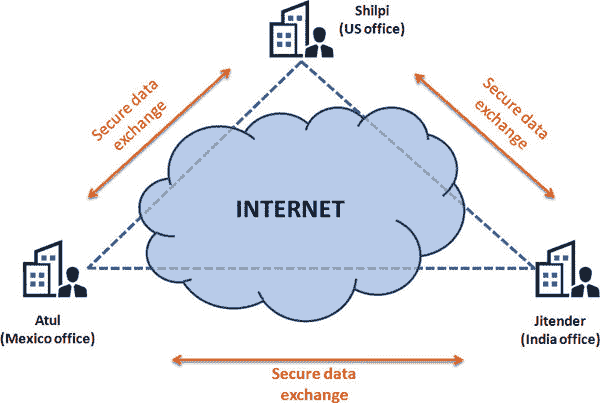 Shilpi
(US office)
Secure data
exchange
Secure data
exchange
INTERNET
Atul
(Mexico office)
Jitender
(India office)
Secure data
exchange